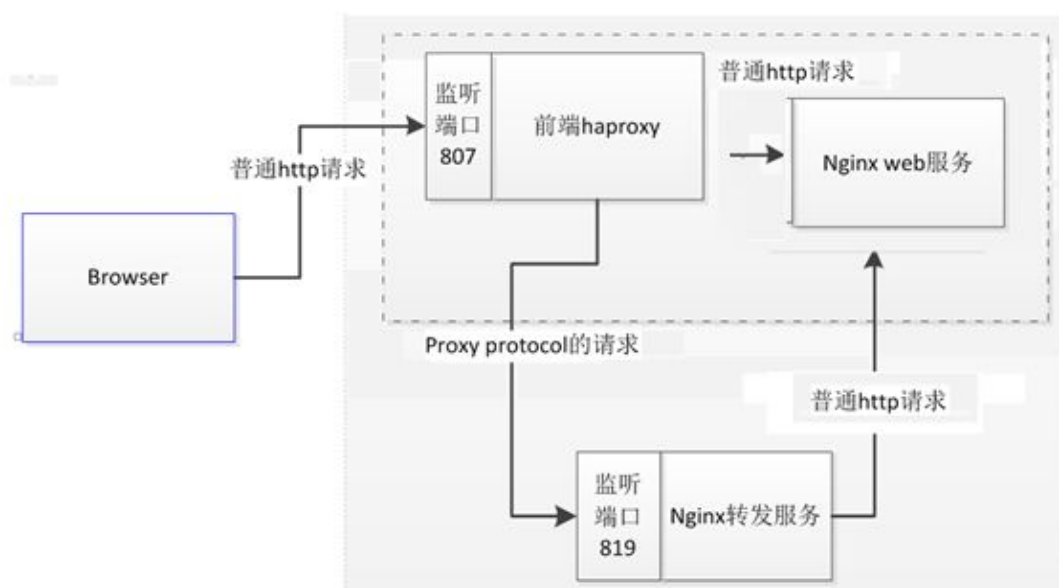 监听
端口
807
前端haproxy
普通http请求
Nginx web服务
普通http请求
Browser
Proxy protocol的请求
普通http请求
监听
端口
819
Nginx转发服务